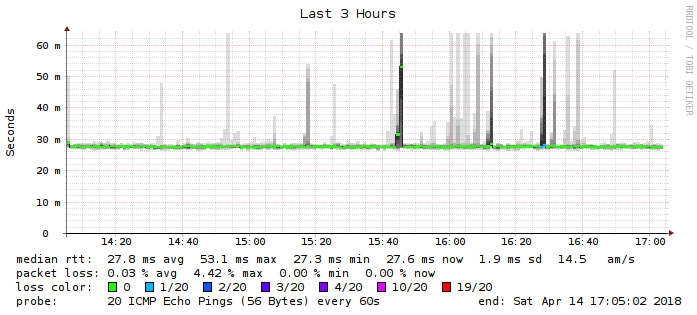 Last 3 Hours
RRDTOOL / TOBI OETIKER
Seconds
60 m
50 m
40 m
30 m
20 m
10 m
0
14:20 14:40 15:00 15:20 15:40 16:00 16:20 16:40 17:00
median rtt: 27.8 ms avg 53.1 ms max 27.3 ms min 27.6 ms now 1.9 ms sd 14.5 am/s
packet loss: 0.03 % avg 4.42 % max 0.00 % min 0.00 % now
loss color: 0 1/20 2/20 3/20 4/20 10/20 19/20
probe: 20 ICMP Echo Pings (56 Bytes) every 60s end: Sat Apr 14 17:05:02 2018